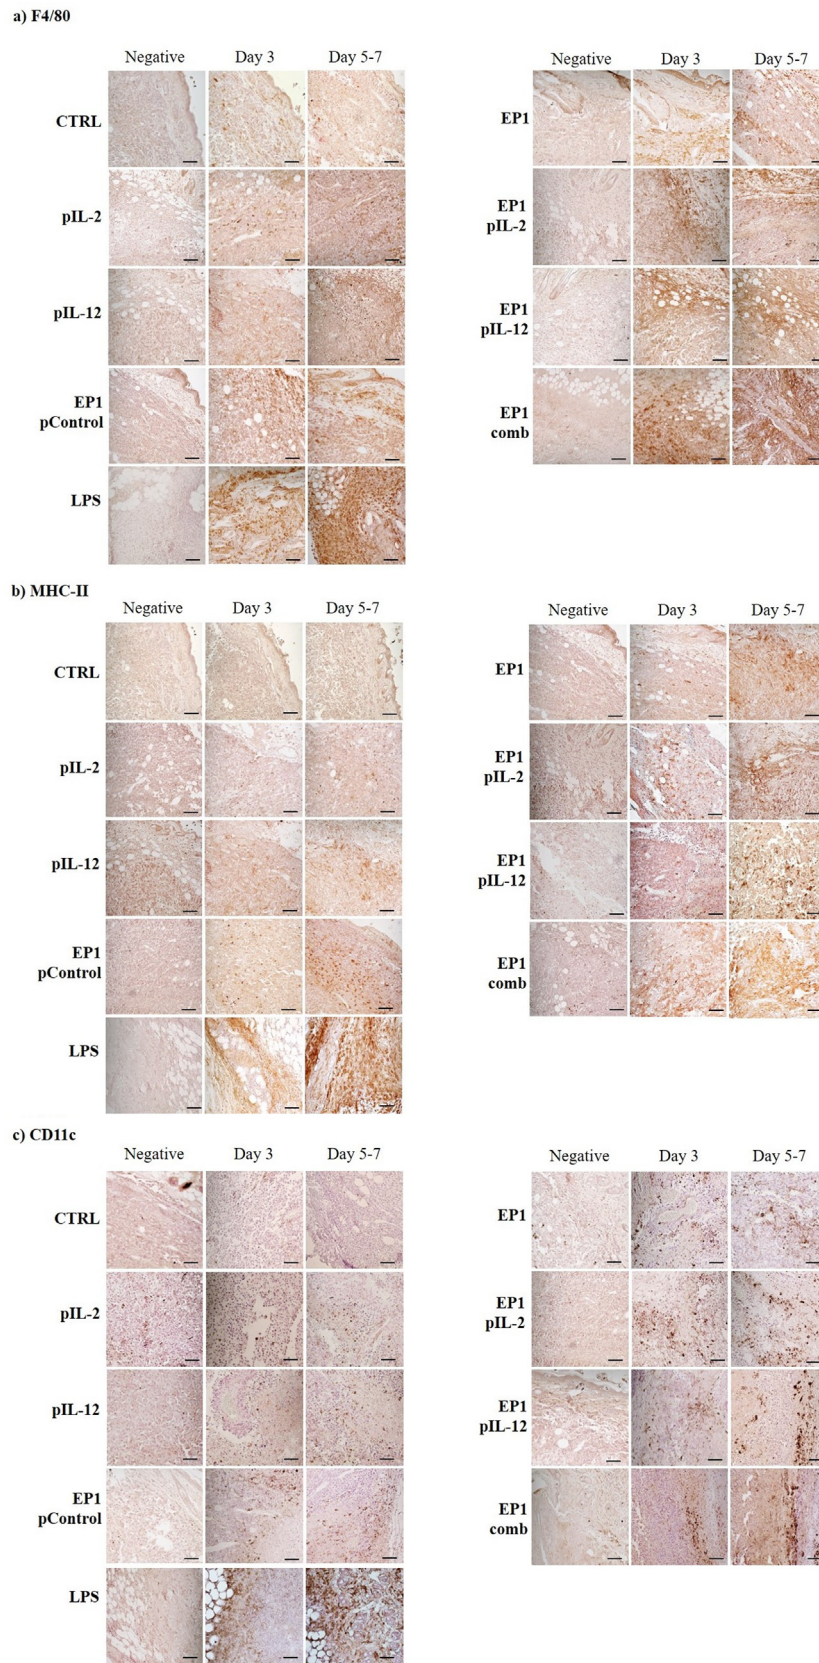 a) F4/80
Negative Day 3 Day 5-7
CTRL
pIL-2
pIL-12
EP1
pControl
LPS
Negative Day 3 Day 5-7
EP1
EP1
pIL-2
EP1
pIL-12
EP1
comb
b) MHC-II
Negative Day 3 Day 5-7
CTRL
pIL-2
pIL-12
EP1
pControl
LPS
Negative Day 3 Day 5-7
EP1
EP1
pIL-2
EP1
pIL-12
EP1
comb
c) CD11c
Negative Day 3 Day 5-7
CTRL
pIL-2
pIL-12
EP1
pControl
LPS
Negative Day 3 Day 5-7
EP1
EP1
pIL-2
EP1
pIL-12
EP1
comb